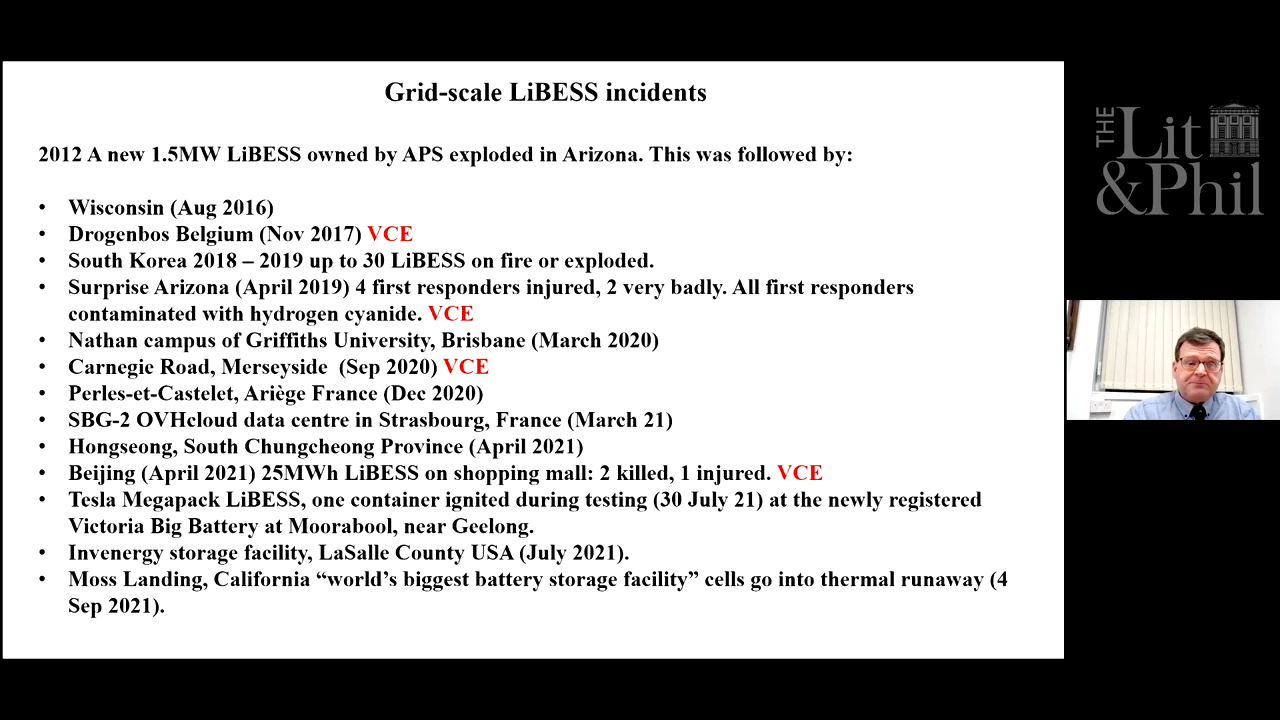 Grid-scale LiBESS incidents
2012 A new 1.5MW LiBESS owned by APS exploded in Arizona. This was followed by:
• Wisconsin (Aug 2016)
• Drogenbos Belgium (Nov 2017) VCE
• South Korea 2018 – 2019 up to 30 LiBESS on fire or exploded.
• Surprise Arizona (April 2019) 4 first responders injured, 2 very badly. All first responders
contaminated with hydrogen cyanide. VCE
• Nathan campus of Griffiths University, Brisbane (March 2020)
• Carnegie Road, Merseyside  (Sep 2020) VCE
• Perles-et-Castelet, Ariège France (Dec 2020)
• SBG-2 OVHcloud data centre in Strasbourg, France (March 21)
• Hongseong, South Chungcheong Province (April 2021)
• Beijing (April 2021) 25MWh LiBESS on shopping mall: 2 killed, 1 injured. VCE
• Tesla Megapack LiBESS, one container ignited during testing (30 July 21) at the newly registered
Victoria Big Battery at Moorabool, near Geelong.
• Invenergy storage facility, LaSalle County USA (July 2021).
• Moss Landing, California “world’s biggest battery storage facility” cells go into thermal runaway (4
Sep 2021).
THE Lit
&Phil